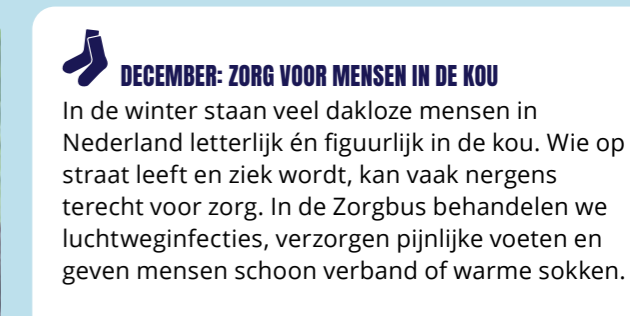 DECEMBER: ZORG VOOR MENSEN IN DE KOU
In de winter staan veel dakloze mensen in
Nederland letterlijk én figuurlijk in de kou. Wie op
straat leeft en ziek wordt, kan vaak nergens
terecht voor zorg. In de Zorgbus behandelen we
luchtweginfecties, verzorgen pijnlijke voeten en
geven mensen schoon verband of warme sokken.